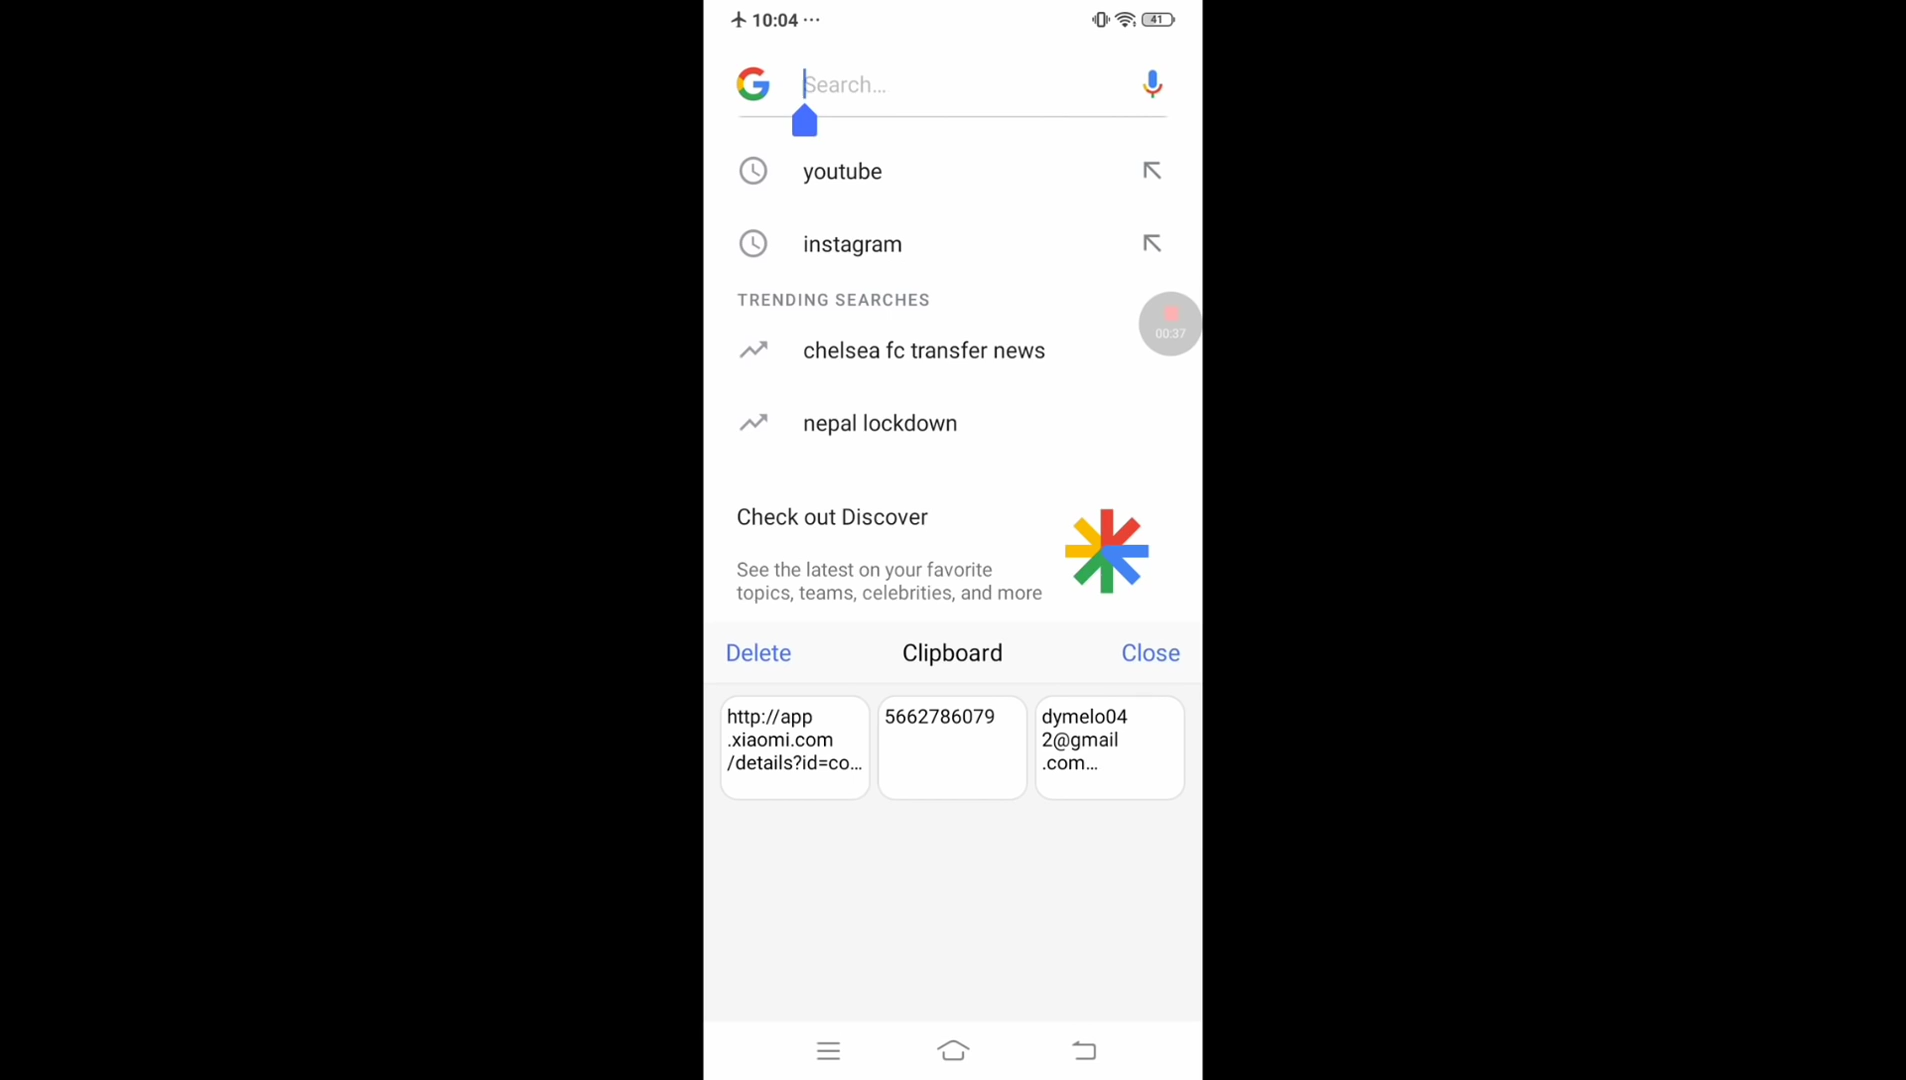 10:04 ...
41
Search...
youtube
instagram
TRENDING SEARCHES
00:37
chelsea fc transfer news
nepal lockdown
Check out Discover
See the latest on your favorite
topics, teams, celebrities, and more
Delete Clipboard Close
http://app
.xiaomi.com
/details?id=co...
5662786079
dymelo04
2@gmail
.com...